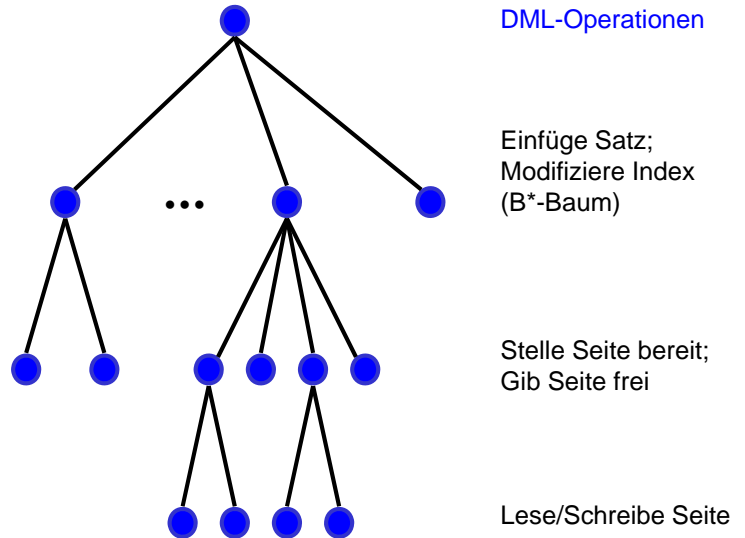 DML-Operationen
Einfüge Satz;
Modifiziere Index
(B*-Baum)
...
Stelle Seite bereit;
Gib Seite frei
Lese/Schreibe Seite